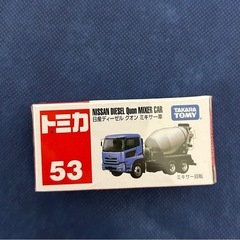 トミカ
53
NISSAN DIESEL Quon MIXER CAR
日産ディーゼル クオン ミキサー車
TAKARA
TOMY
ミキサー回転